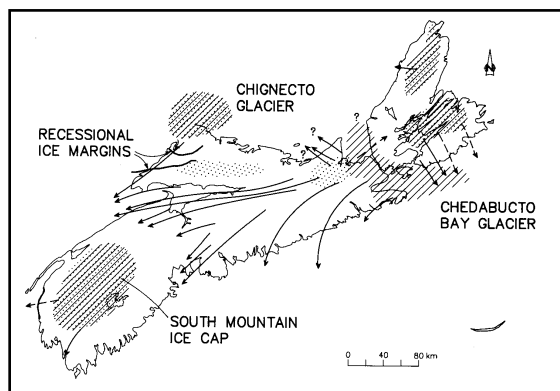 CHIGNECTO
GLACIER
RECESSIONAL
ICE MARGINS
?
?
?
CHEDABUCTO
BAY GLACIER
SOUTH MOUNTAIN
ICE CAP
0 40 80 km